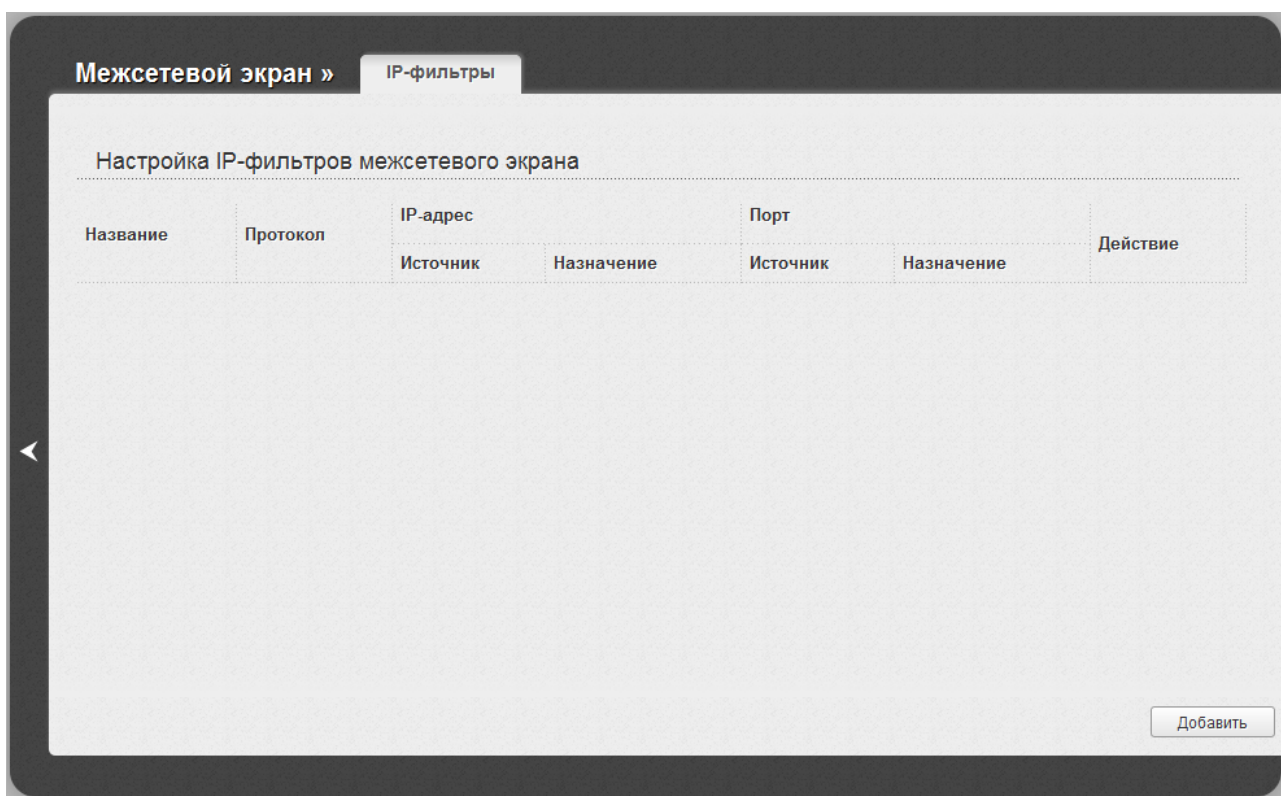 Межсетевой экран » IP-фильтры
Настройка IP-фильтров межсетевого экрана
Название Протокол IP-адрес Порт Действие
Источник Назначение Источник Назначение
Добавить